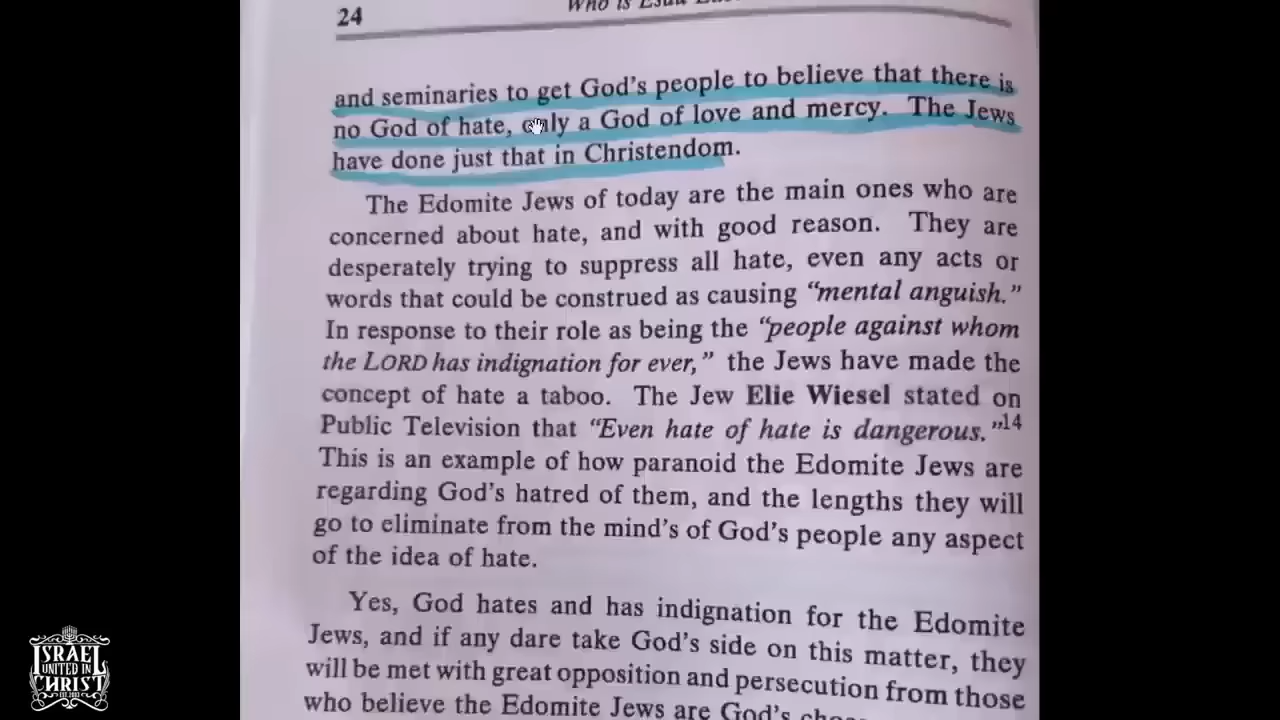 24
Who is Esau
and seminaries to get God's people to believe that there is
no God of hate, only a God of love and mercy. The Jews
have done just that in Christendom.
The Edomite Jews of today are the main ones who are
concerned about hate, and with good reason. They are
desperately trying to suppress all hate, even any acts or
words that could be construed as causing "mental anguish."
In response to their role as being the "people against whom
the LORD has indignation for ever," the Jews have made the
concept of hate a taboo. The Jew Elie Wiesel stated on
Public Television that "Even hate of hate is dangerous."14
This is an example of how paranoid the Edomite Jews are
regarding God's hatred of them, and the lengths they will
go to eliminate from the mind's of God's people any aspect
of the idea of hate.
Yes, God hates and has indignation for the Edomite
Jews, and if any dare take God's side on this matter, they
will be met with great opposition and persecution from those
who believe the Edomite Jews are God's
ISRAEL
UNITED IN
CHRIST
EST. 2003